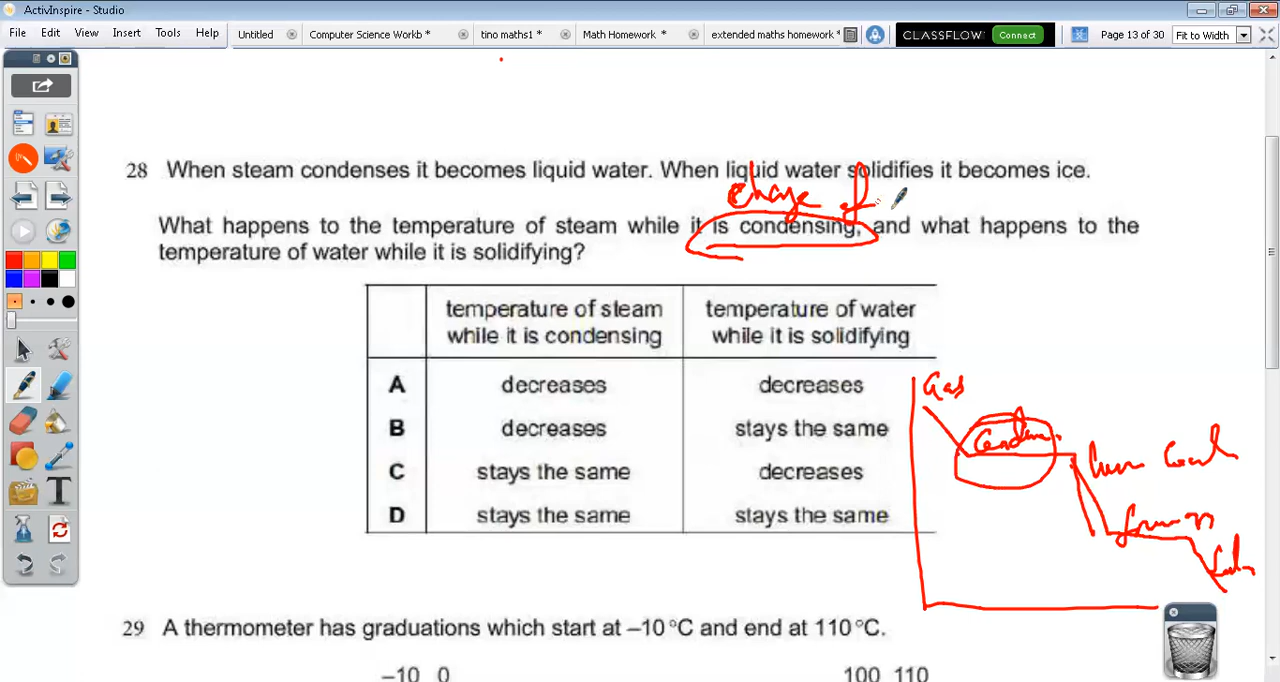 ActivInspire - Studio
File Edit View Insert Tools Help Untitled Computer Science Workb * tino maths1 * Math Homework * extended maths homework * CLASSFLOW Connect Page 13 of 30 Fit to Width
28 When steam condenses it becomes liquid water. When liquid water solidifies it becomes ice.
change of
What happens to the temperature of steam while it is condensing, and what happens to the
temperature of water while it is solidifying?
temperature of steam while it is condensing temperature of water while it is solidifying
A decreases decreases
B decreases stays the same
C stays the same decreases
D stays the same stays the same
Gas
29 A thermometer has graduations which start at –10 °C and end at 110 °C.
–10 0 100 110
T